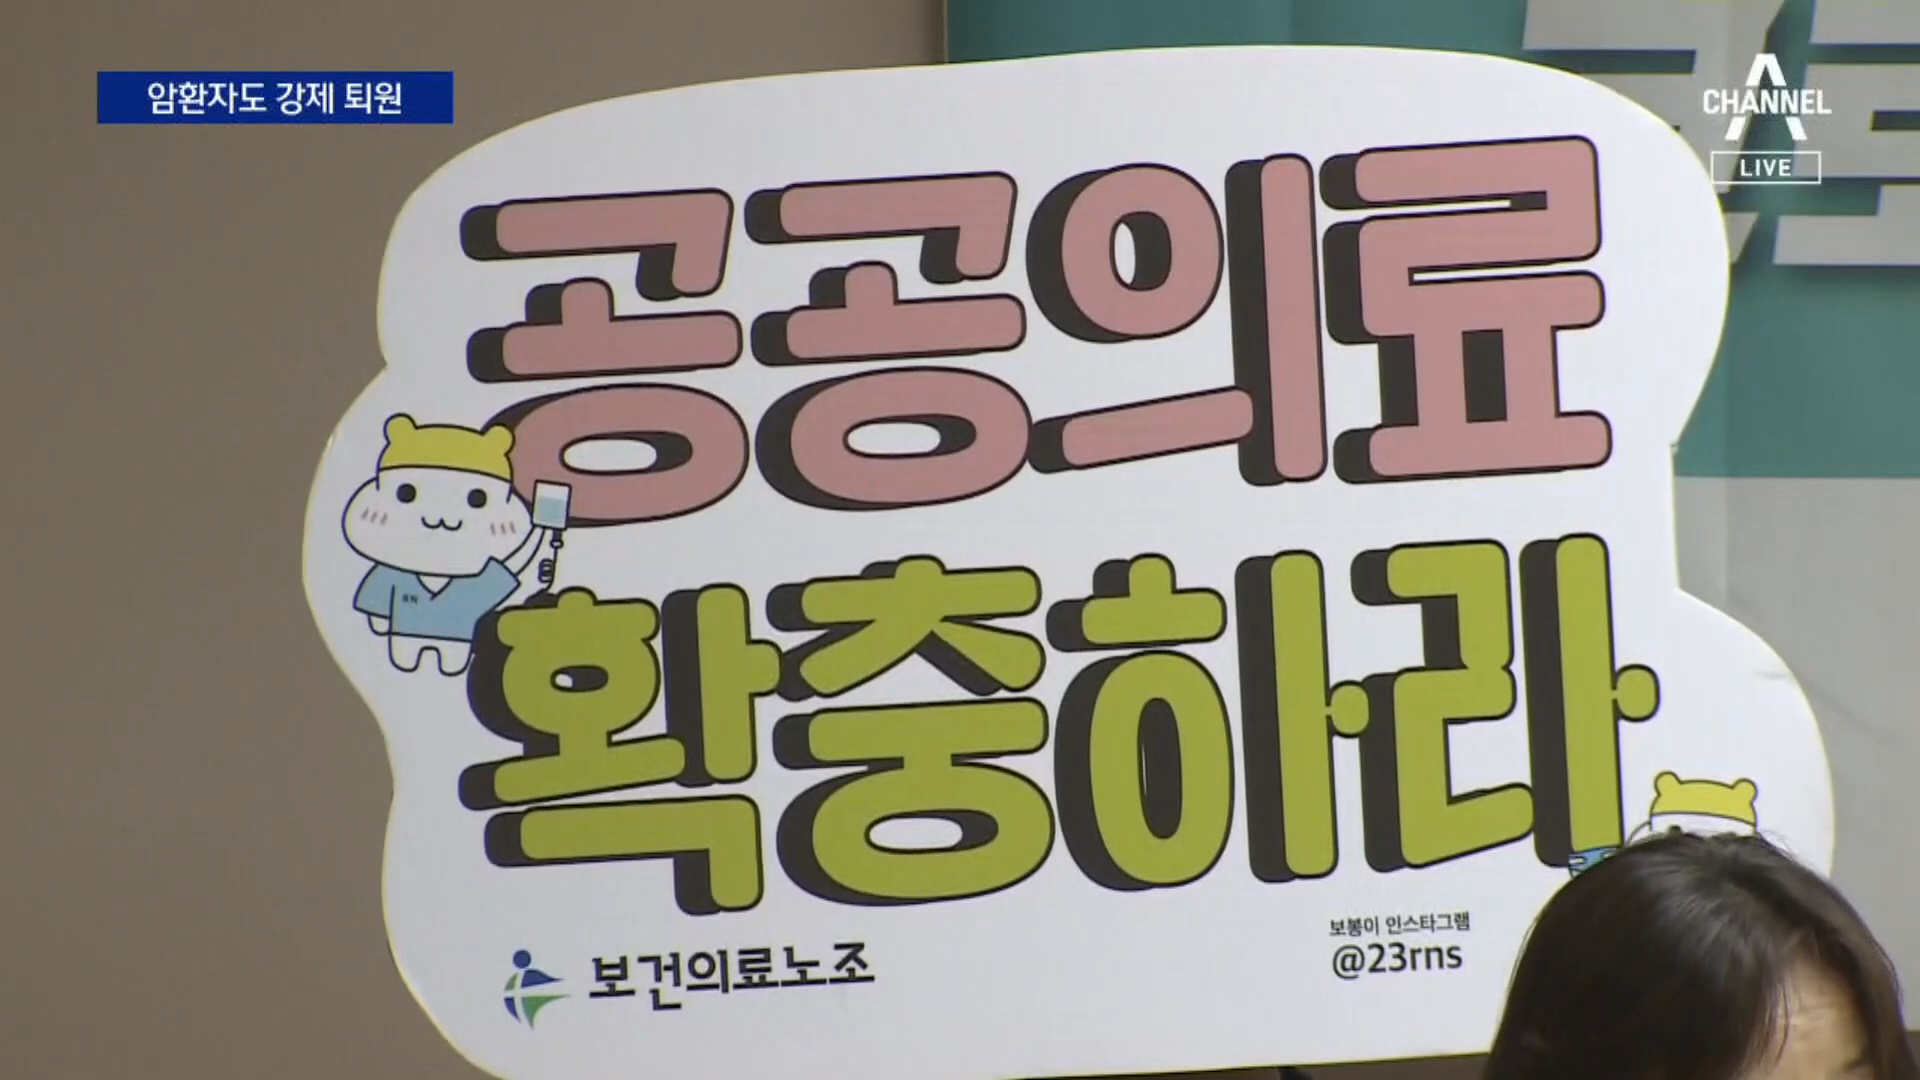 암환자도 강제 퇴원
CHANNEL A
LIVE
공공의료
확충하라
보건의료노조
보봉이 인스타그램
@23rns